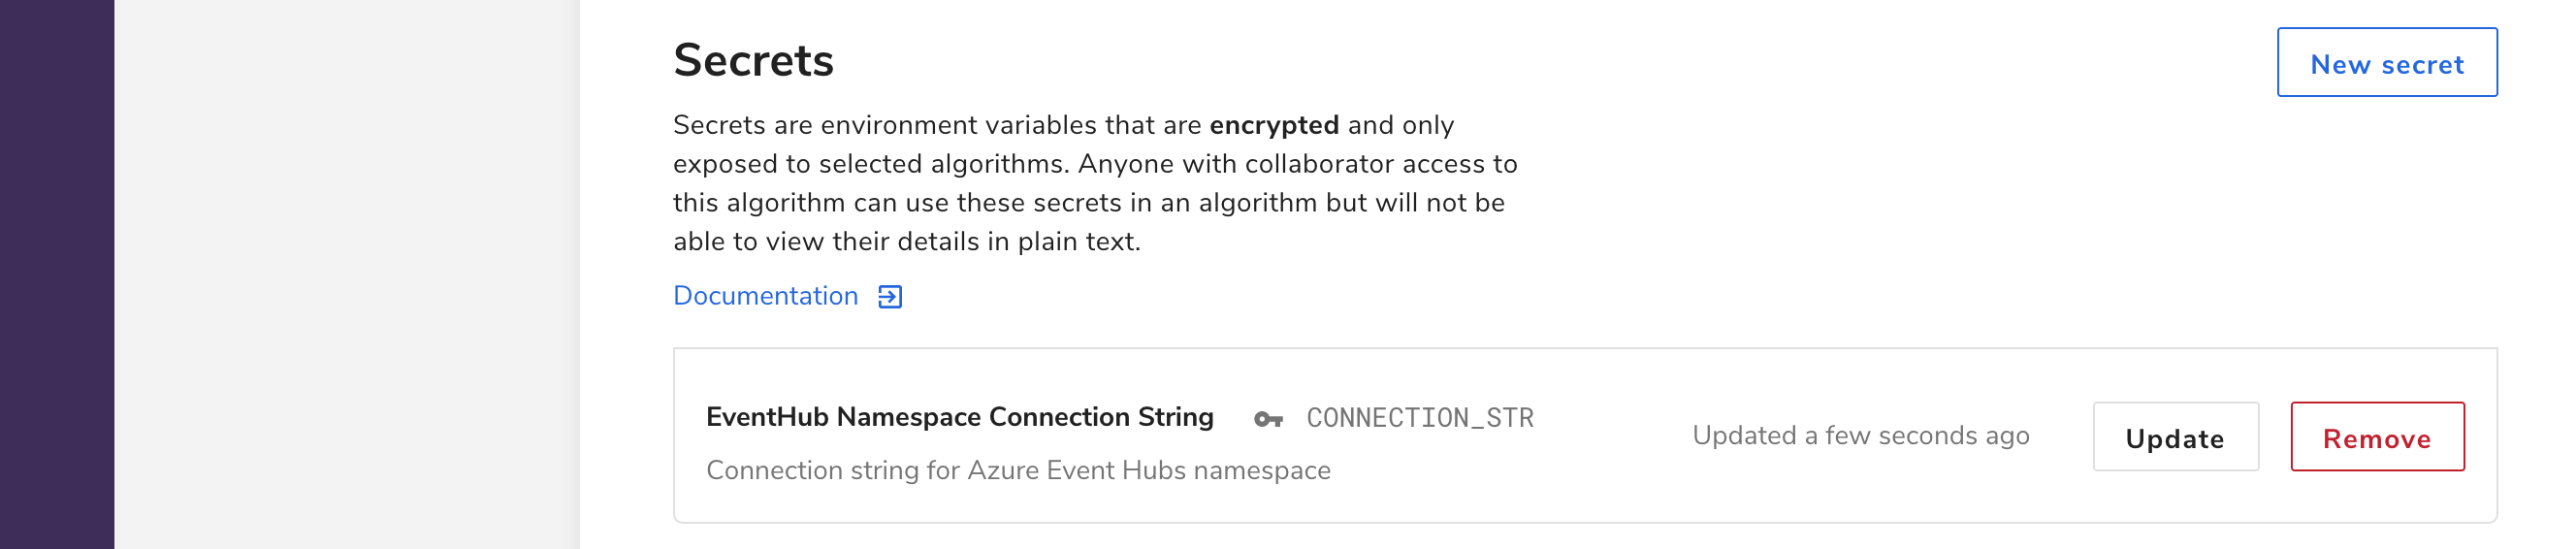 Secrets
New secret
Secrets are environment variables that are encrypted and only
exposed to selected algorithms. Anyone with collaborator access to
this algorithm can use these secrets in an algorithm but will not be
able to view their details in plain text.
Documentation
EventHub Namespace Connection String CONNECTION_STR
Connection string for Azure Event Hubs namespace
Updated a few seconds ago
Update
Remove